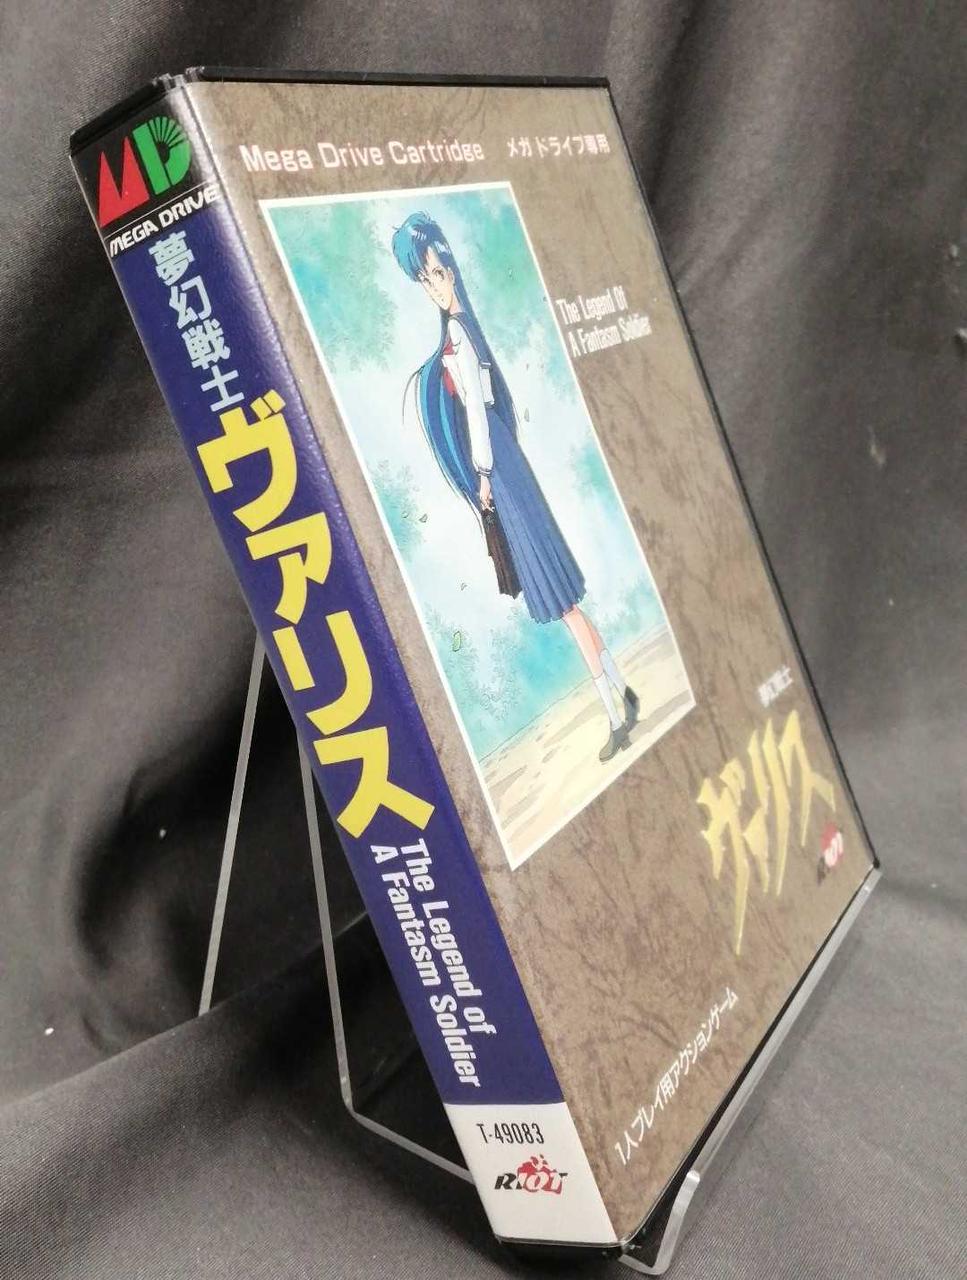 MD
MEGA DRIVE
夢幻戦士
ヴァリス
The Legend of
A Fantasm Soldier
T-49083
RIOT
Mega Drive Cartridge メガドライブ専用
The Legend Of
A Fantasm Soldier
夢幻戦士
ヴァリス
RIOT
1人プレイ用アクションゲーム